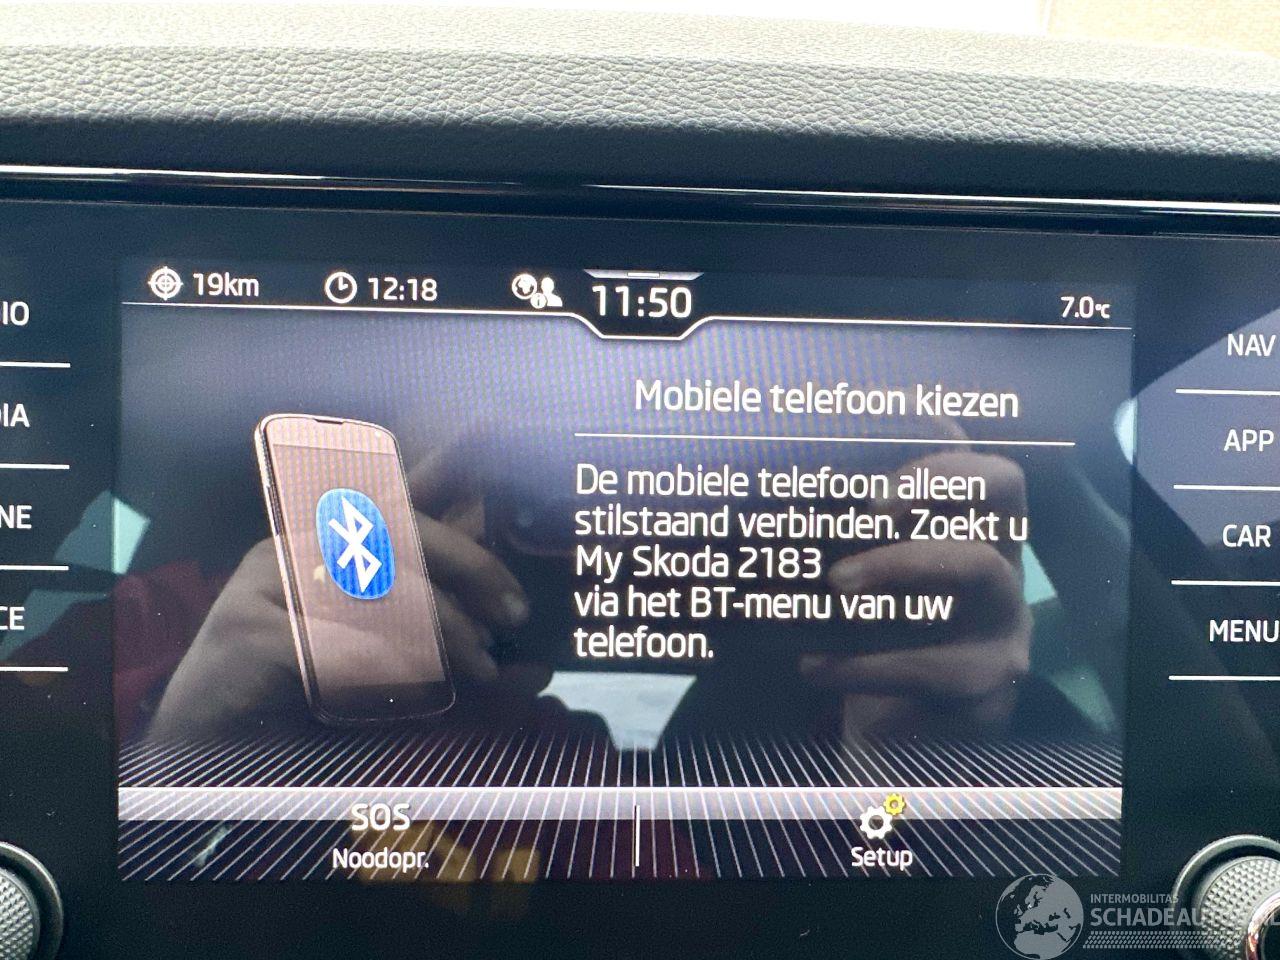 19km
12:18
11:50
7.0°C
Mobiele telefoon kiezen
De mobiele telefoon alleen
stilstaand verbinden. Zoekt u
My Skoda 2183
via het BT-menu van uw
telefoon.
SOS
Noodopr.
Setup
IO
IA
NE
CE
NAV
APP
CAR
MENU
INTERMOBILITAS